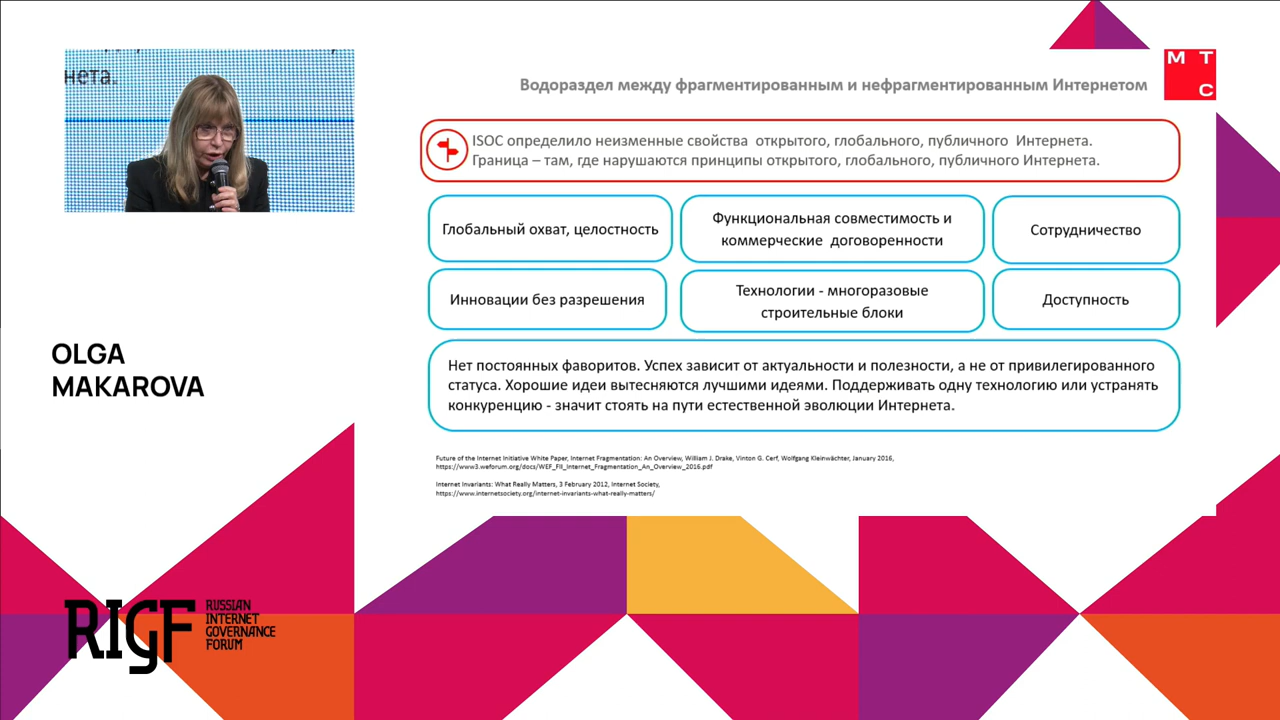 нета.
OLGA
MAKAROVA
RIGF
RUSSIAN
INTERNET
GOVERNANCE
FORUM
МТС
Водораздел между фрагментированным и нефрагментированным Интернетом
ISOC определило неизменные свойства открытого, глобального, публичного Интернета.
Граница – там, где нарушаются принципы открытого, глобального, публичного Интернета.
Глобальный охват, целостность
Функциональная совместимость и
коммерческие договоренности
Сотрудничество
Инновации без разрешения
Технологии - многоразовые
строительные блоки
Доступность
Нет постоянных фаворитов. Успех зависит от актуальности и полезности, а не от привилегированного
статуса. Хорошие идеи вытесняются лучшими идеями. Поддерживать одну технологию или устранять
конкуренцию - значит стоять на пути естественной эволюции Интернета.
Future of the Internet Initiative White Paper, Internet Fragmentation: An Overview, William J. Drake, Vinton G. Cerf, Wolfgang Kleinwächter, January 2016,
https://www3.weforum.org/docs/WEF_FII_Internet_Fragmentation_An_Overview_2016.pdf
Internet Invariants: What Really Matters, 3 February 2012, Internet Society,
https://www.internetsociety.org/internet-invariants-what-really-matters/